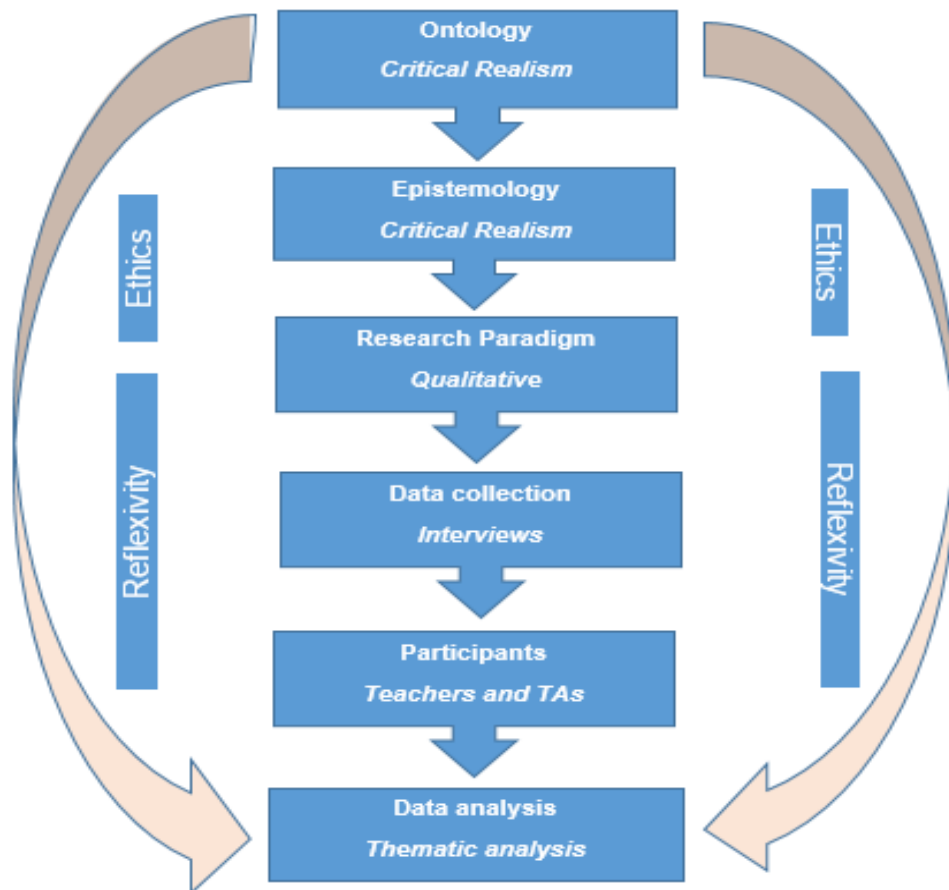 Ontology
Critical Realism
Epistemology
Critical Realism
Ethics
Ethics
Research Paradigm
Qualitative
Reflexivity
Reflexivity
Data collection
Interviews
Participants
Teachers and TAs
Data analysis
Thematic analysis